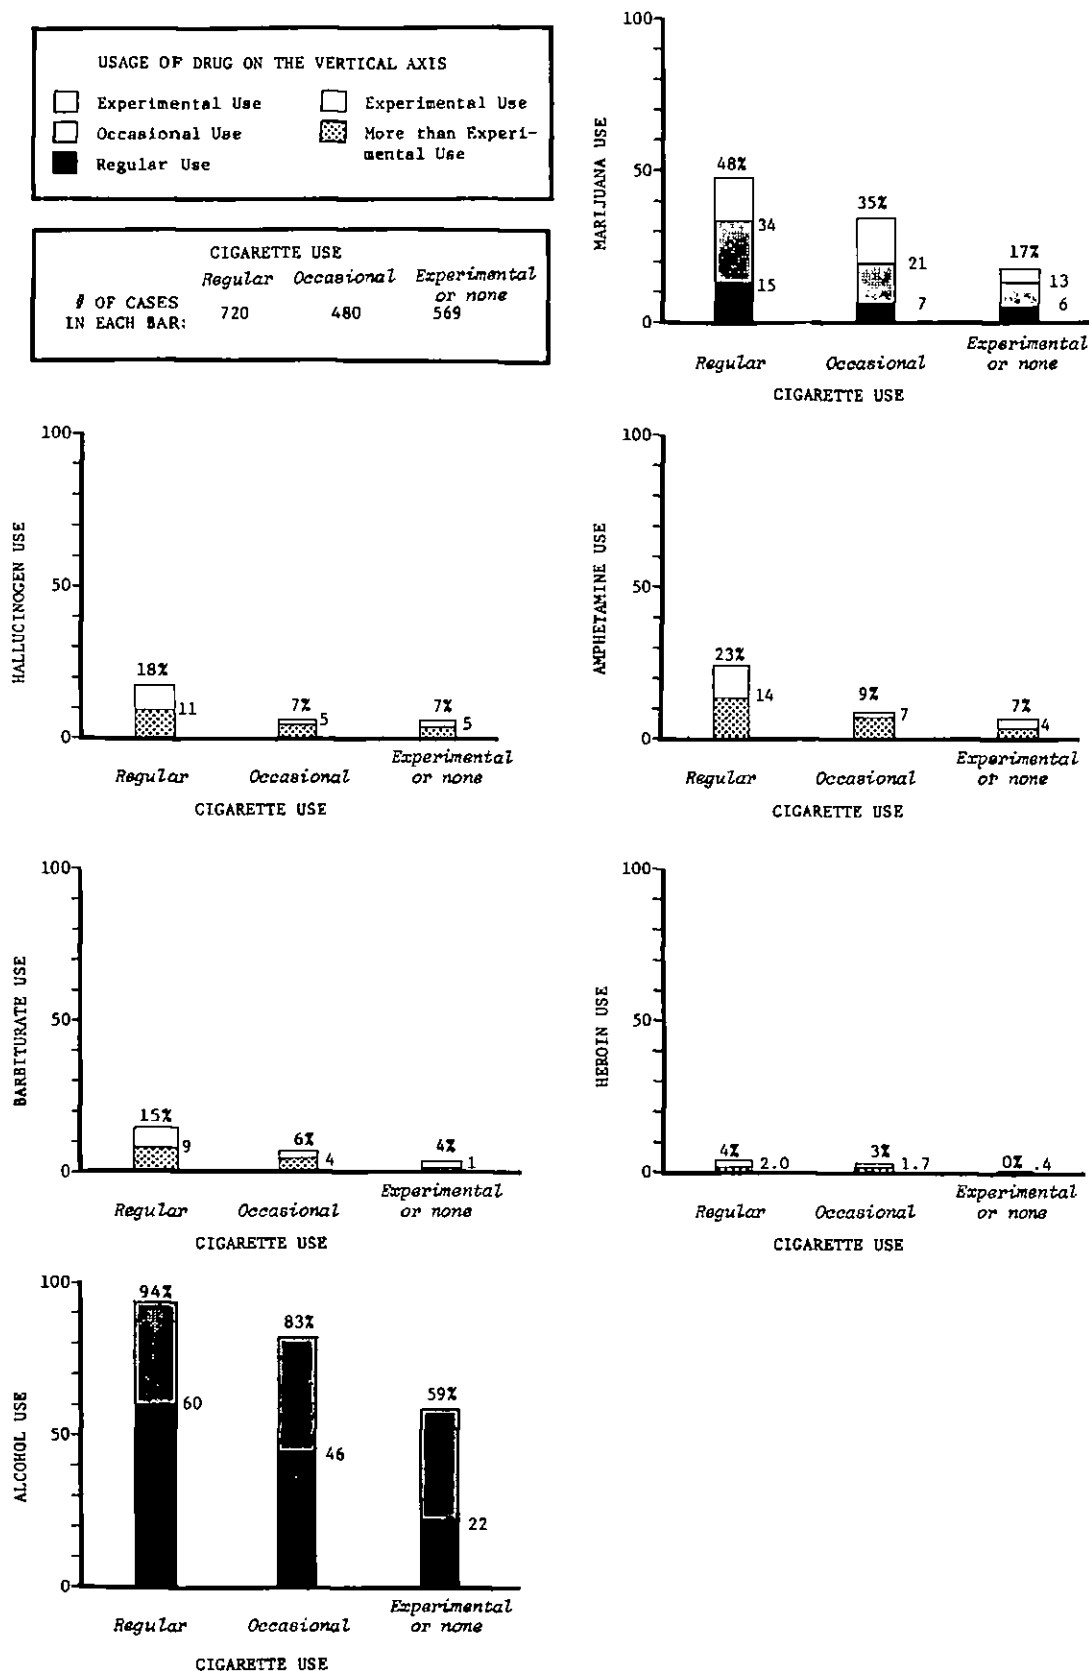 USAGE OF DRUG ON THE VERTICAL AXIS
Experimental Use
Occasional Use
Regular Use
Experimental Use
More than Experi-
mental Use
CIGARETTE USE
Regular Occasional Experimental
or none
# OF CASES
IN EACH BAR:
720 480 569
MARIJUANA USE
100
50
0
48%
34
15
35%
21
7
17%
13
6
Regular Occasional Experimental
or none
CIGARETTE USE
HALLUCINOGEN USE
100
50
0
18%
11
7%
5
7%
5
Regular Occasional Experimental
or none
CIGARETTE USE
AMPHETAMINE USE
100
50
0
23%
14
9%
7
7%
4
Regular Occasional Experimental
or none
CIGARETTE USE
BARBITURATE USE
100
50
0
15%
9
6%
4
4%
1
Regular Occasional Experimental
or none
CIGARETTE USE
HEROIN USE
100
50
0
4%
2.0
3%
1.7
0%
.4
Regular Occasional Experimental
or none
CIGARETTE USE
ALCOHOL USE
100
50
0
94%
60
83%
46
59%
22
Regular Occasional Experimental
or none
CIGARETTE USE